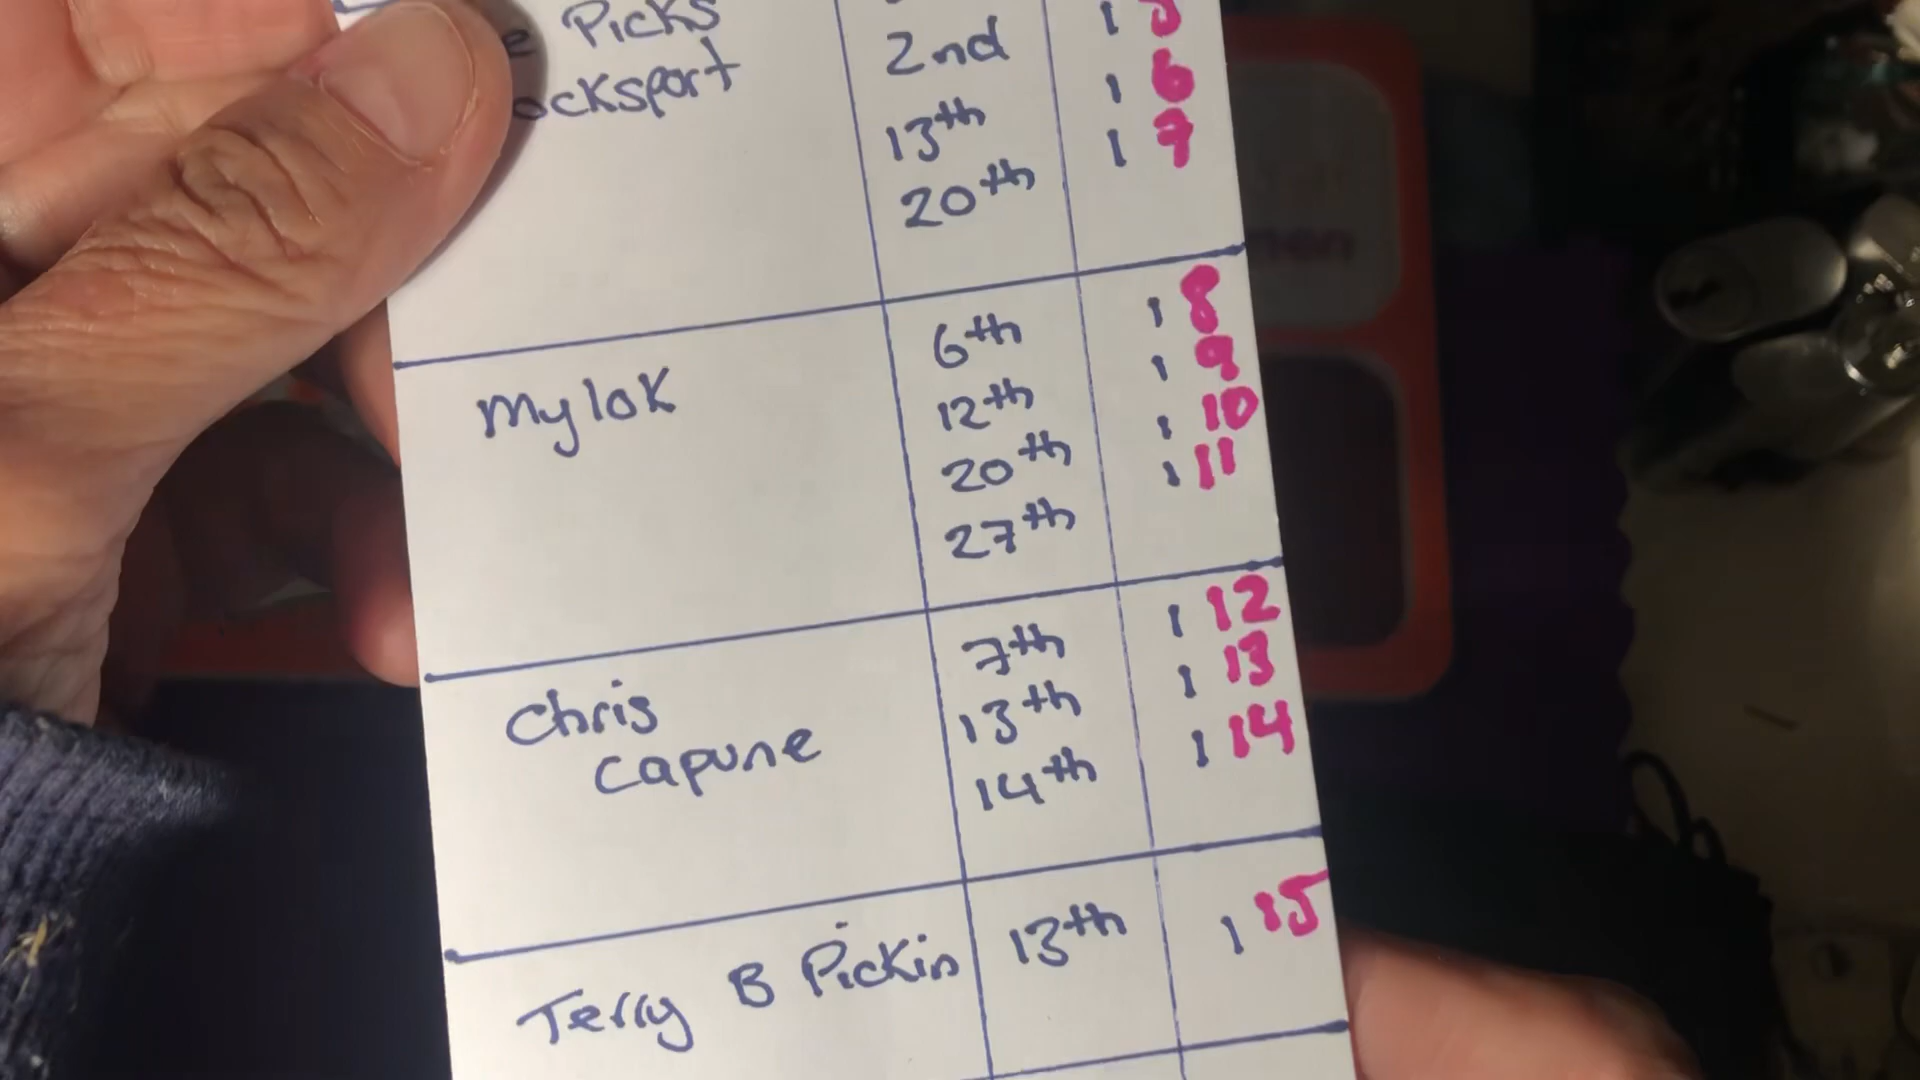 Picks
2nd 1 6
ocksport
13th 1 7
20th
6th 1 8
Mylok
12th 1 9
20th 1 10
27th 1 11
7th 1 12
Chris
13th 1 13
Capune
14th 1 14
Terry B Pickin 13th 1 15